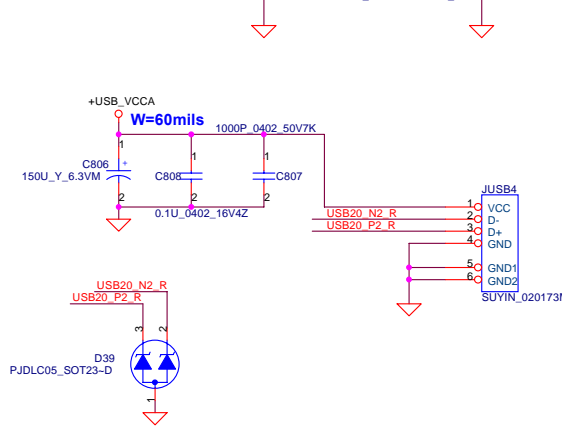 +USB_VCCA
W=60mils
1000P_0402_50V7K
1
1
1
C806
+
150U_Y_6.3VM
C808
C807
2
2
2
0.1U_0402_16V4Z
JUSB4
1
VCC
USB20_N2_R
2
D-
USB20_P2_R
3
D+
4
GND
5
GND1
6
GND2
SUYIN_020173M
USB20_N2_R
USB20_P2_R
3
2
D39
PJDLC05_SOT23~D
1